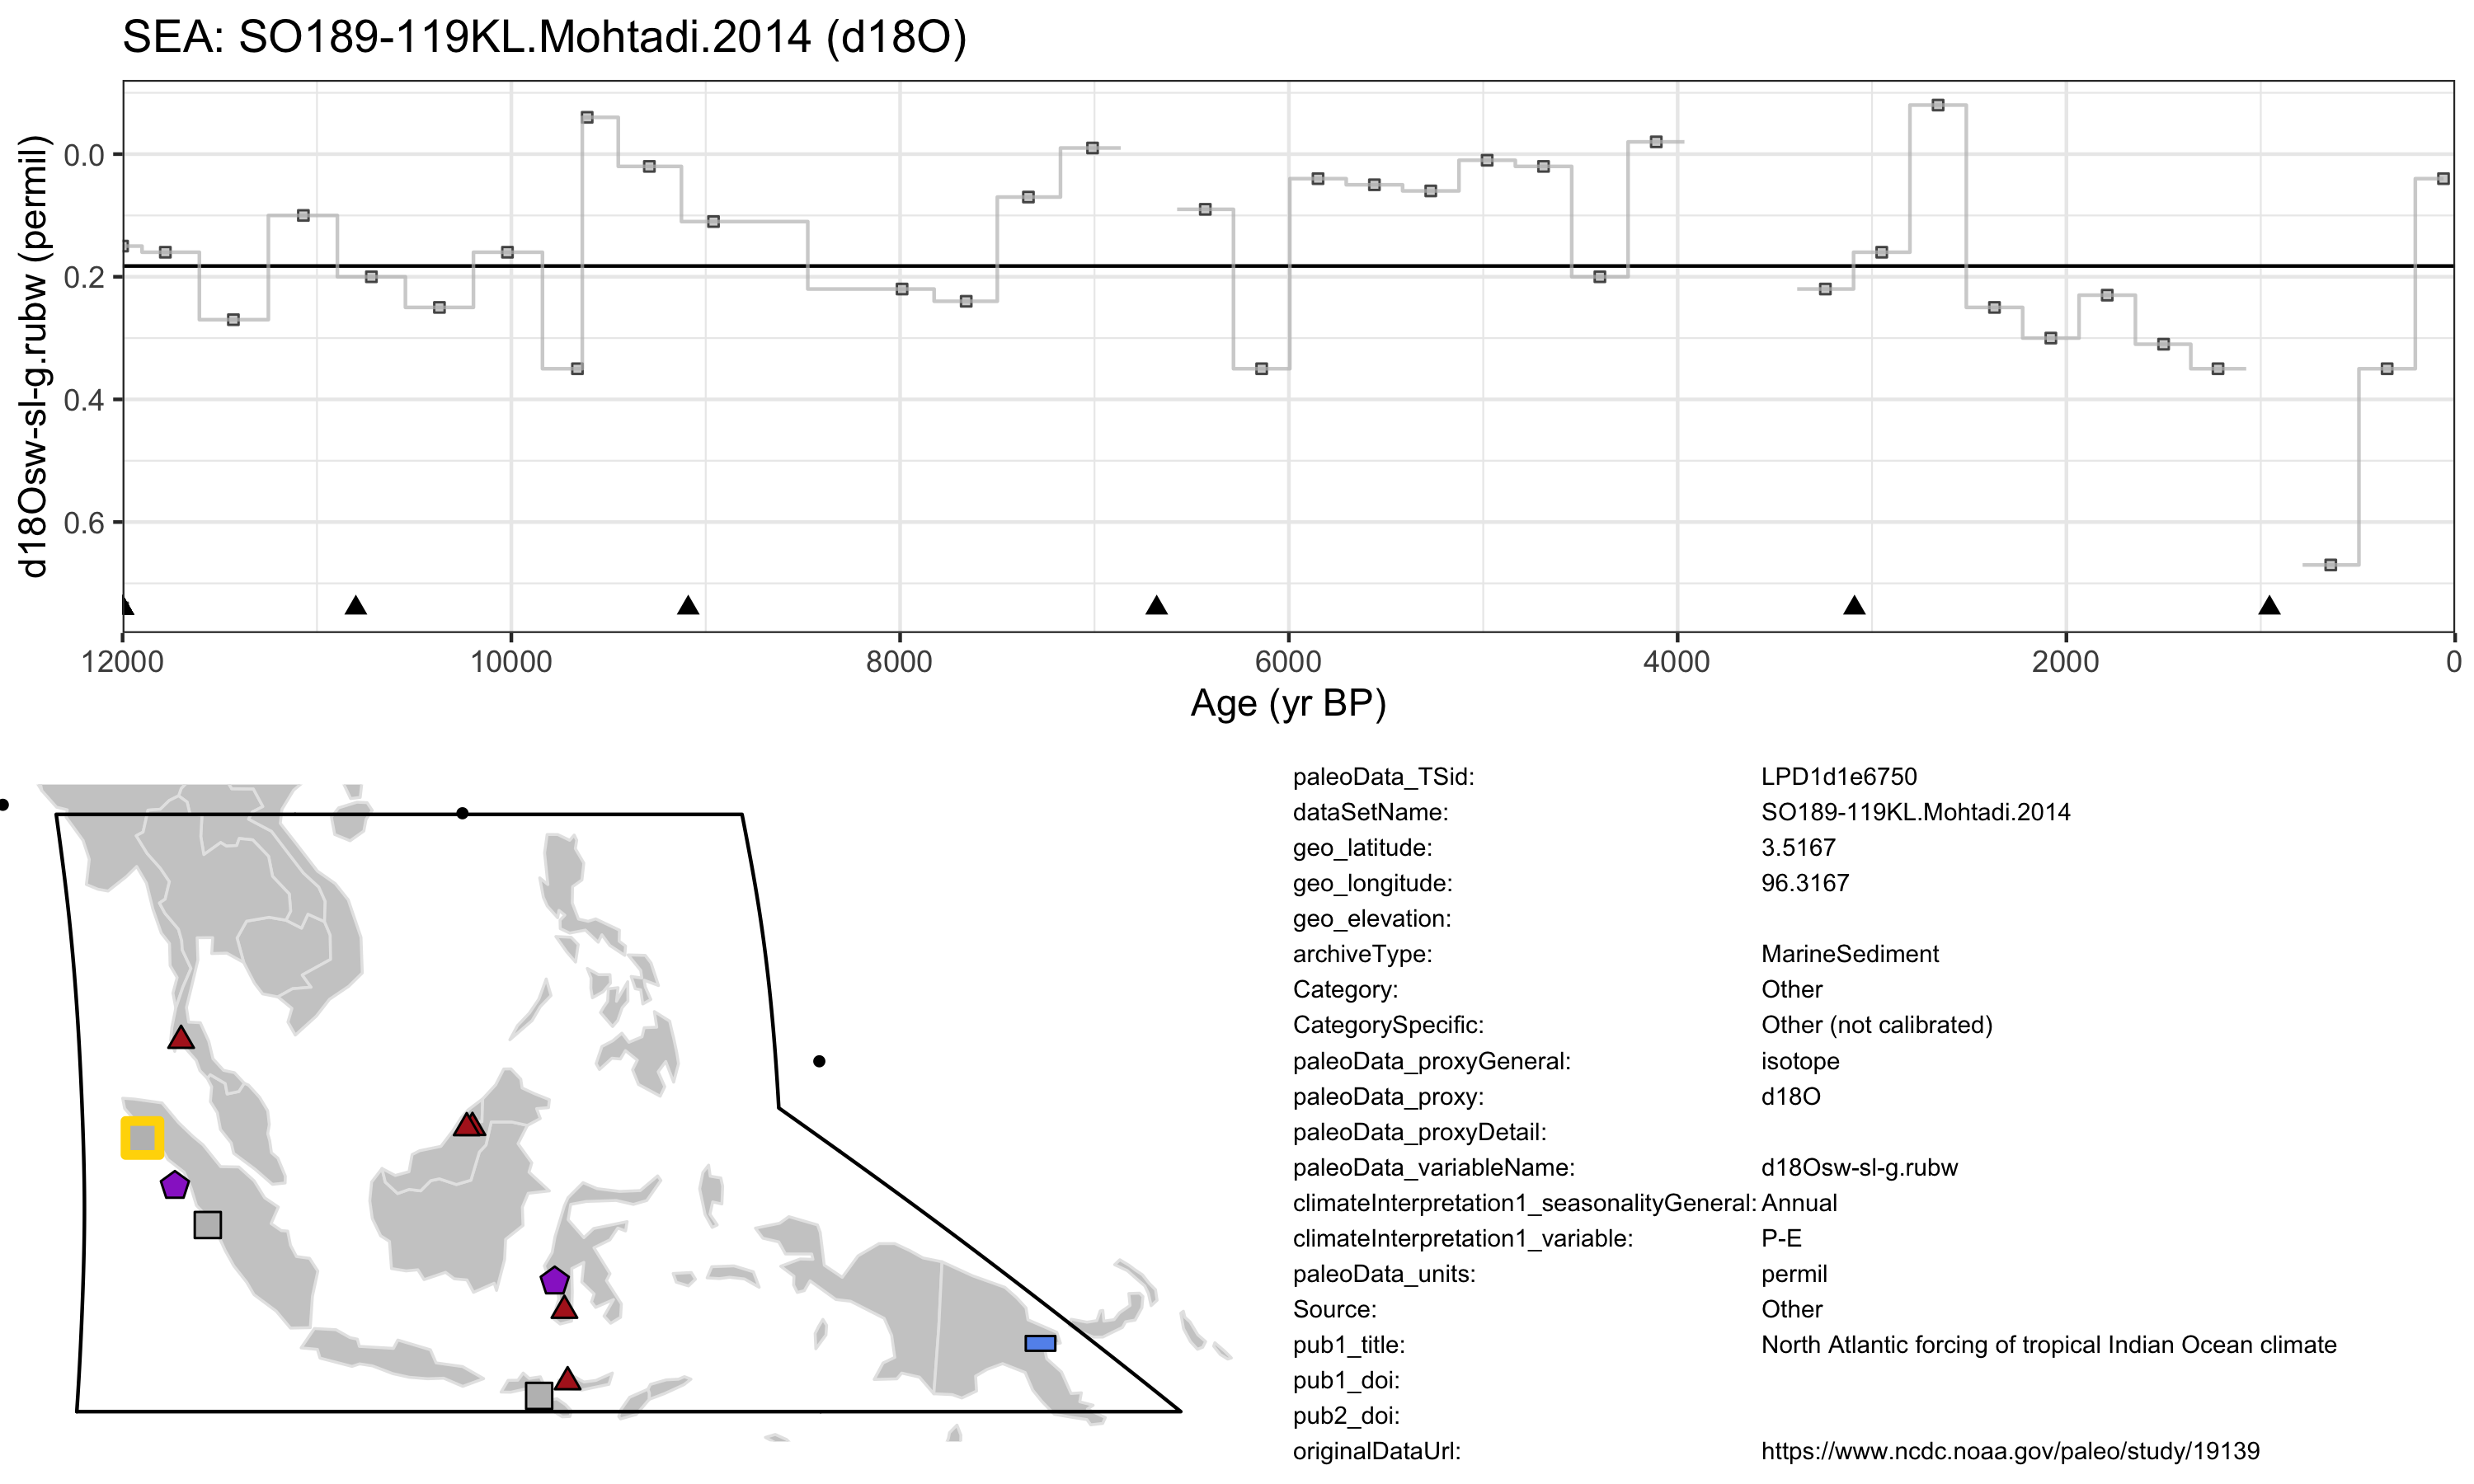 SEA: SO189-119KL.Mohtadi.2014 (d18O)
d18Osw-sl-g.rubw (permil)
0.0
0.2
0.4
0.6
12000 10000 8000 6000 4000 2000 0
Age (yr BP)
paleoData_TSid: LPD1d1e6750
dataSetName: SO189-119KL.Mohtadi.2014
geo_latitude: 3.5167
geo_longitude: 96.3167
geo_elevation:
archiveType: MarineSediment
Category: Other
CategorySpecific: Other (not calibrated)
paleoData_proxyGeneral: isotope
paleoData_proxy: d18O
paleoData_proxyDetail:
paleoData_variableName: d18Osw-sl-g.rubw
climateInterpretation1_seasonalityGeneral: Annual
climateInterpretation1_variable: P-E
paleoData_units: permil
Source: Other
pub1_title: North Atlantic forcing of tropical Indian Ocean climate
pub1_doi:
pub2_doi:
originalDataUrl: https://www.ncdc.noaa.gov/paleo/study/19139